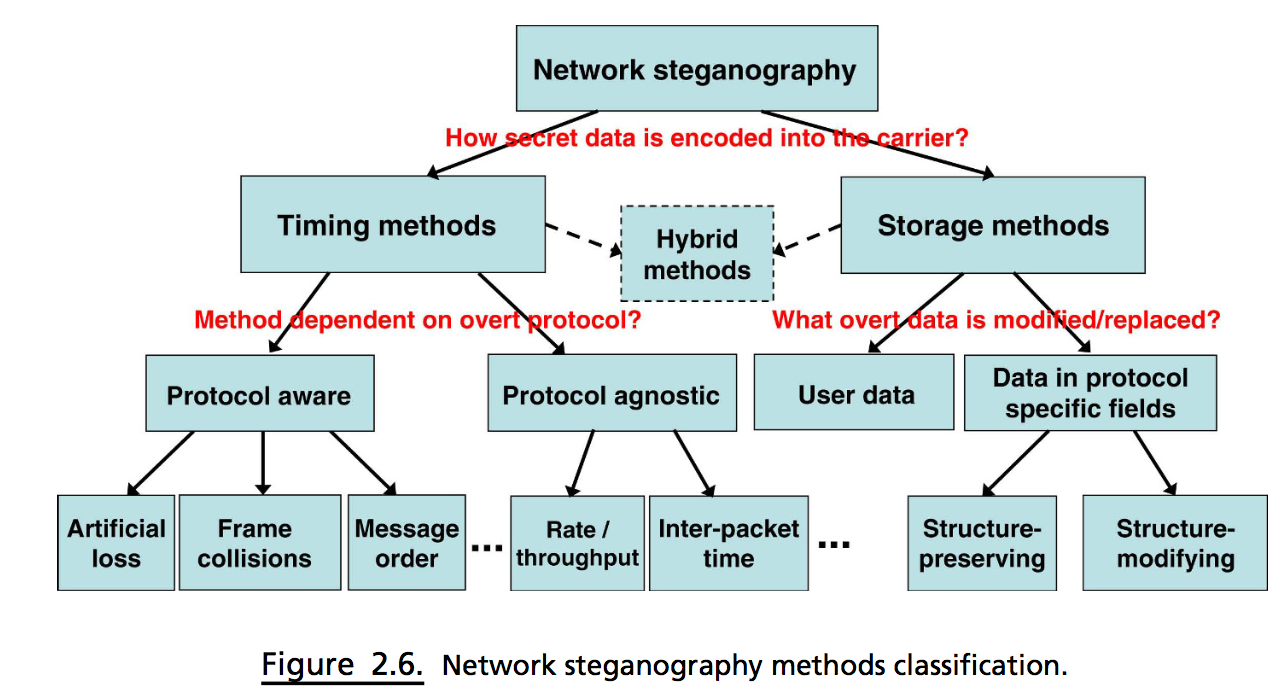 Network steganography
How secret data is encoded into the carrier?
Timing methods
Hybrid
methods
Storage methods
Method dependent on overt protocol?
What overt data is modified/replaced?
Protocol aware
Protocol agnostic
User data
Data in protocol
specific fields
Artificial
loss
Frame
collisions
Message
order
...
Rate /
throughput
Inter-packet
time
...
Structure-
preserving
Structure-
modifying
Figure 2.6. Network steganography methods classification.